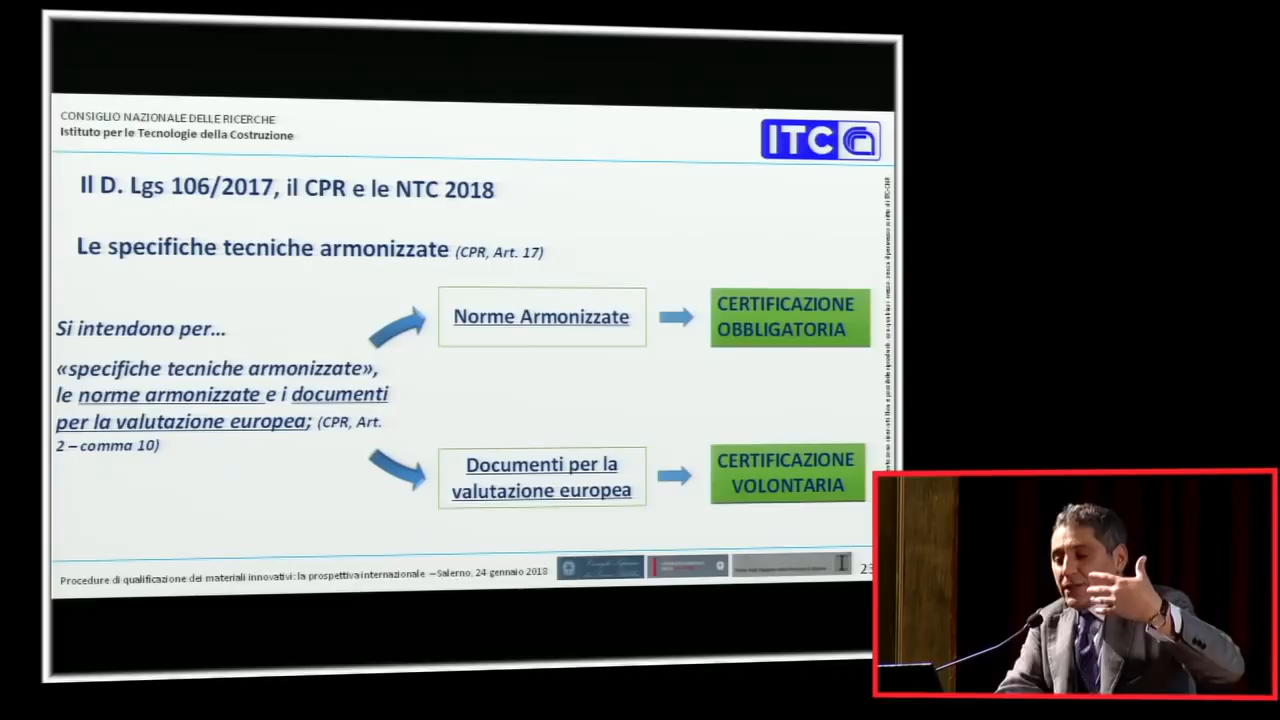 CONSIGLIO NAZIONALE DELLE RICERCHE
Istituto per le Tecnologie della Costruzione
ITC
Il D. Lgs 106/2017, il CPR e le NTC 2018
Le specifiche tecniche armonizzate (CPR, Art. 17)
Si intendono per...
«specifiche tecniche armonizzate»,
le norme armonizzate e i documenti
per la valutazione europea; (CPR, Art.
2 – comma 10)
Norme Armonizzate
CERTIFICAZIONE
OBBLIGATORIA
Documenti per la
valutazione europea
CERTIFICAZIONE
VOLONTARIA
Procedure di qualificazione dei materiali innovativi: la prospettiva internazionale – Salerno, 24 gennaio 2018